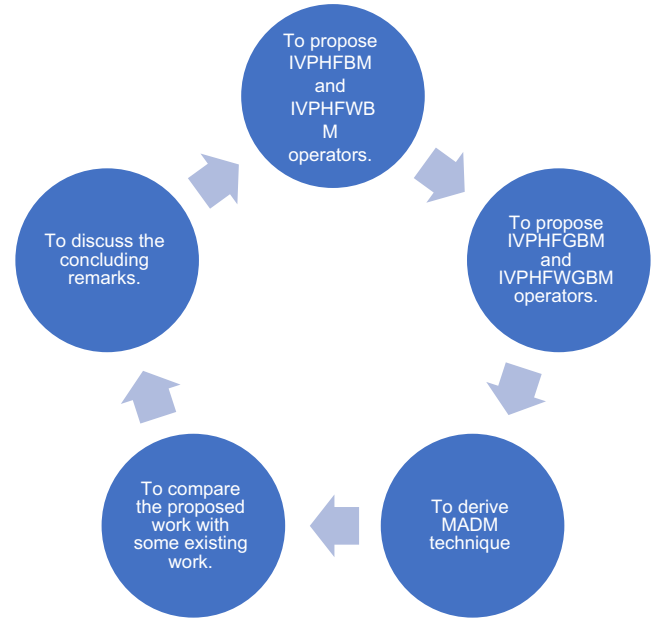 To propose
IVPHFBM
and
IVPHFWB
M
operators.
To propose
IVPHFGBM
and
IVPHFWGBM
operators.
To derive
MADM
technique
To compare
the proposed
work with
some existing
work.
To discuss the
concluding
remarks.